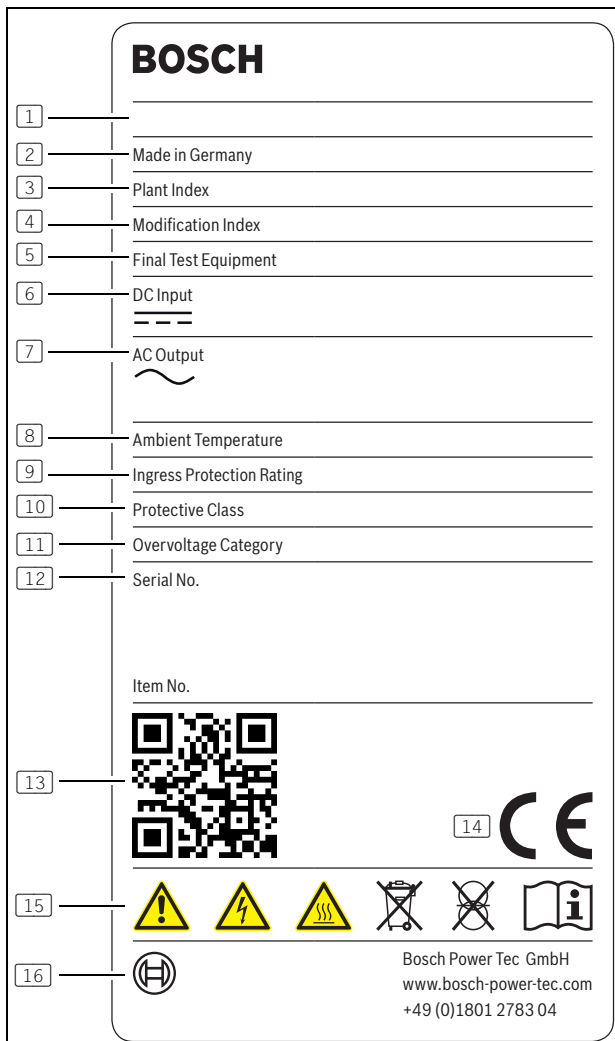 BOSCH
1
2 Made in Germany
3 Plant Index
4 Modification Index
5 Final Test Equipment
6 DC Input
7 AC Output
8 Ambient Temperature
9 Ingress Protection Rating
10 Protective Class
11 Overvoltage Category
12 Serial No.
Item No.
13
14 CE
15
16
Bosch Power Tec GmbH
www.bosch-power-tec.com
+49 (0)1801 2783 04